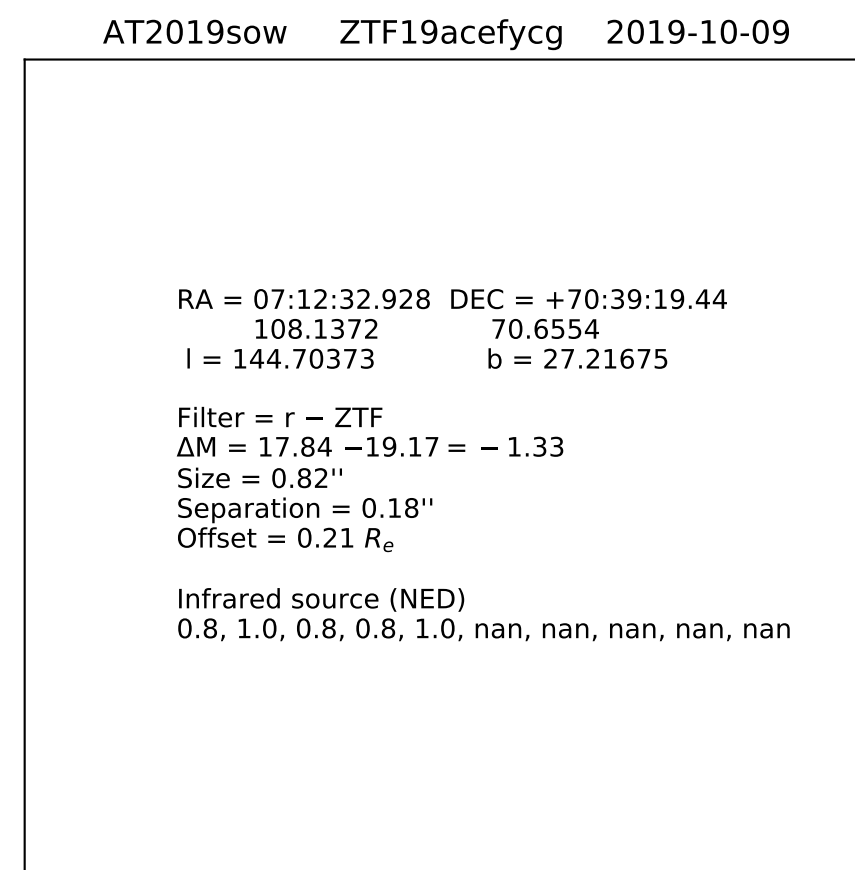 AT2019sow ZTF19acefycg 2019-10-09
RA = 07:12:32.928 DEC = +70:39:19.44
108.1372 70.6554
l = 144.70373 b = 27.21675
Filter = r − ZTF
ΔM = 17.84 −19.17 = − 1.33
Size = 0.82''
Separation = 0.18''
Offset = 0.21 Rₑ
Infrared source (NED)
0.8, 1.0, 0.8, 0.8, 1.0, nan, nan, nan, nan, nan